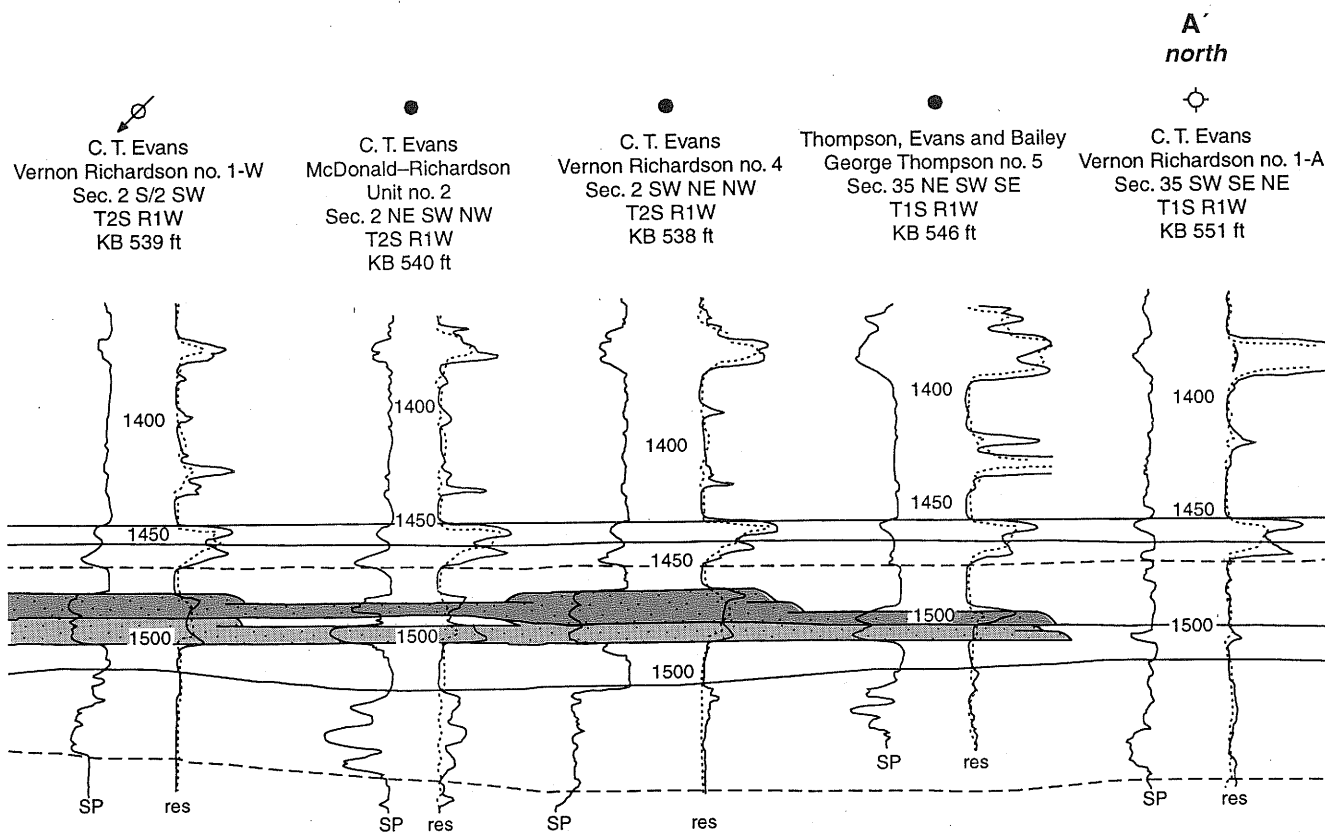 A′
north
C. T. Evans
Vernon Richardson no. 1-W
Sec. 2 S/2 SW
T2S R1W
KB 539 ft
C. T. Evans
McDonald–Richardson
Unit no. 2
Sec. 2 NE SW NW
T2S R1W
KB 540 ft
C. T. Evans
Vernon Richardson no. 4
Sec. 2 SW NE NW
T2S R1W
KB 538 ft
Thompson, Evans and Bailey
George Thompson no. 5
Sec. 35 NE SW SE
T1S R1W
KB 546 ft
C. T. Evans
Vernon Richardson no. 1-A
Sec. 35 SW SE NE
T1S R1W
KB 551 ft
1400
1450
1500
SP
res
1400
1450
1500
SP
res
1400
1450
1500
SP
res
1400
1450
1500
SP
res
1400
1450
1500
SP
res